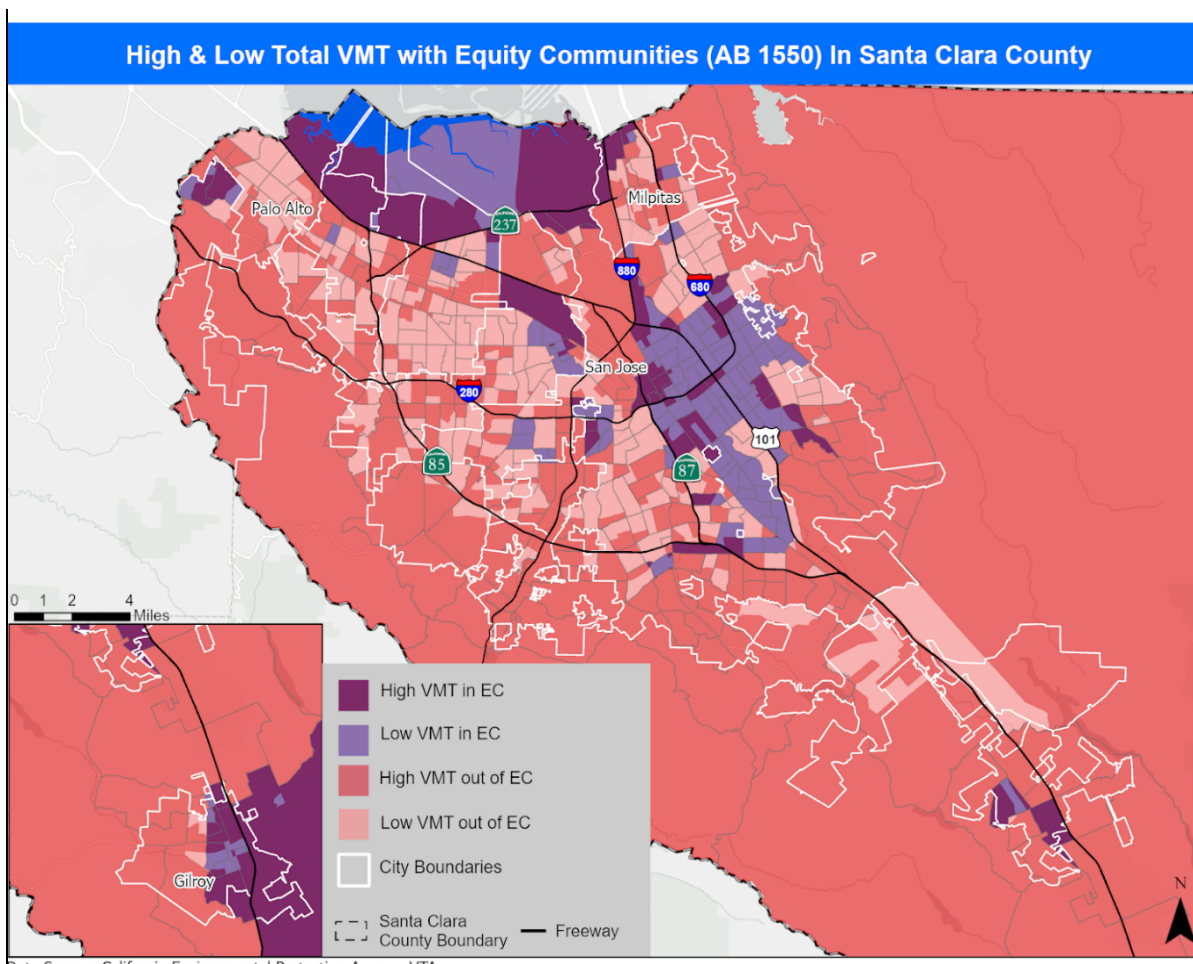 High & Low Total VMT with Equity Communities (AB 1550) In Santa Clara County
Palo Alto
Milpitas
237
880
680
San Jose
280
101
85
87
0 1 2 4
Miles
Gilroy
High VMT in EC
Low VMT in EC
High VMT out of EC
Low VMT out of EC
City Boundaries
Santa Clara
County Boundary
Freeway
N